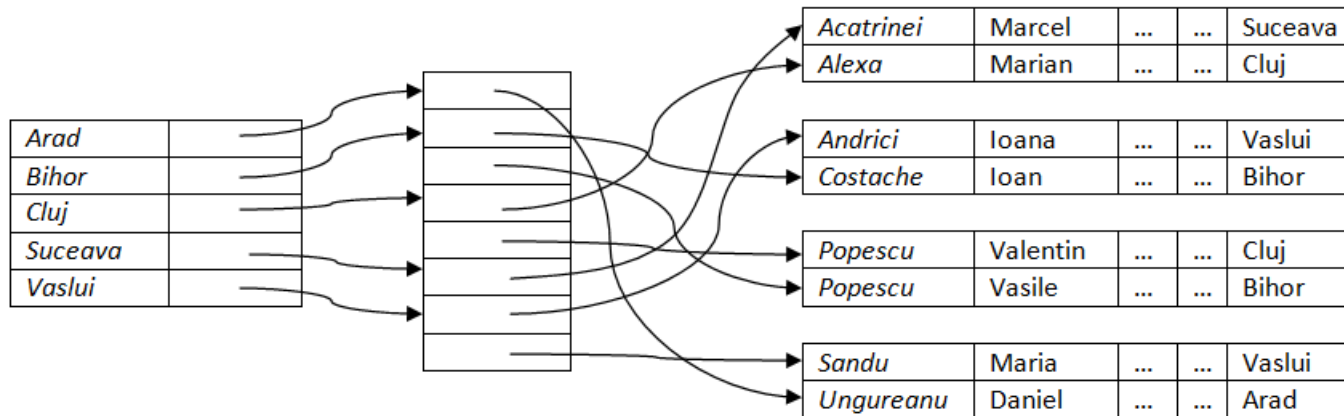 Arad
Bihor
Cluj
Suceava
Vaslui
Acatrinei Marcel ... ... Suceava
Alexa Marian ... ... Cluj
Andrici Ioana ... ... Vaslui
Costache Ioan ... ... Bihor
Popescu Valentin ... ... Cluj
Popescu Vasile ... ... Bihor
Sandu Maria ... ... Vaslui
Ungureanu Daniel ... ... Arad